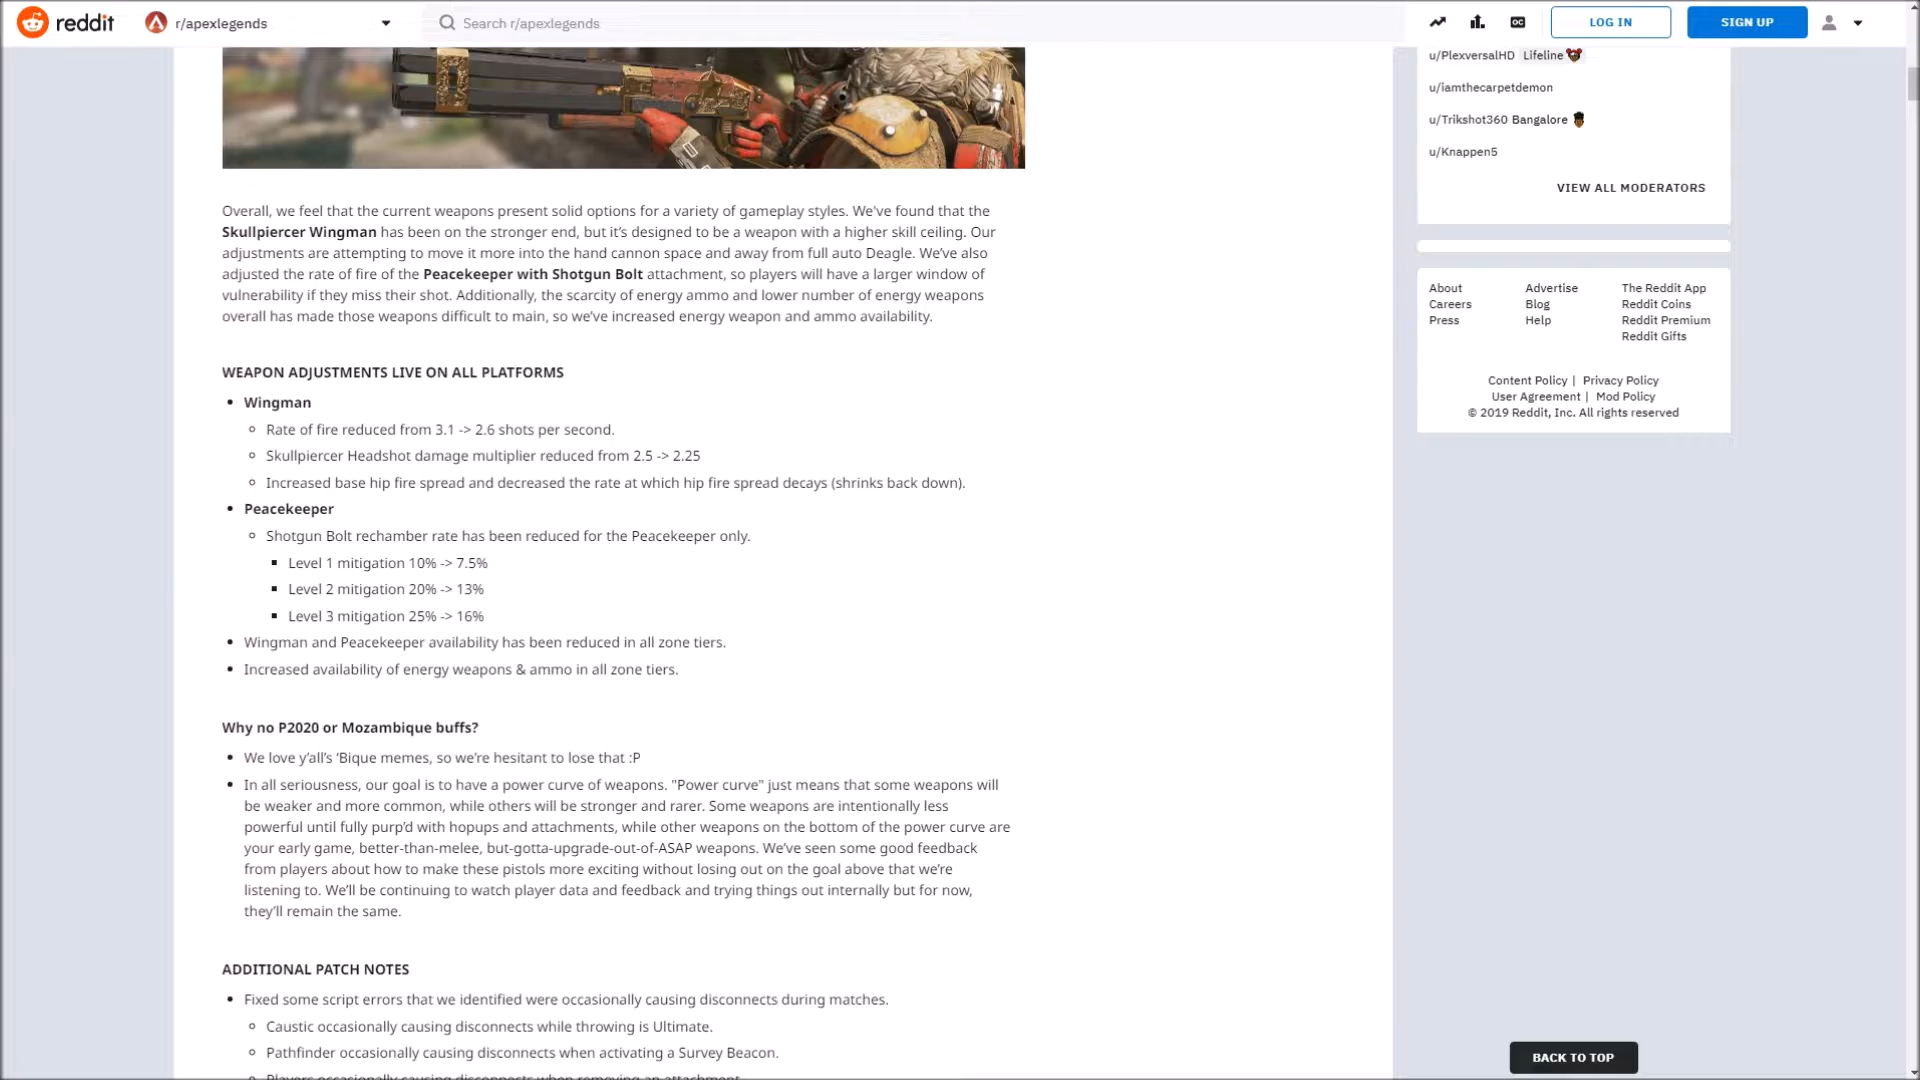 reddit
r/apexlegends
Search r/apexlegends
LOG IN
SIGN UP
Overall, we feel that the current weapons present solid options for a variety of gameplay styles. We've found that the
Skullpiercer Wingman has been on the stronger end, but it's designed to be a weapon with a higher skill ceiling. Our
adjustments are attempting to move it more into the hand cannon space and away from full auto Deagle. We've also
adjusted the rate of fire of the Peacekeeper with Shotgun Bolt attachment, so players will have a larger window of
vulnerability if they miss their shot. Additionally, the scarcity of energy ammo and lower number of energy weapons
overall has made those weapons difficult to main, so we've increased energy weapon and ammo availability.
WEAPON ADJUSTMENTS LIVE ON ALL PLATFORMS
• Wingman
○ Rate of fire reduced from 3.1 -> 2.6 shots per second.
○ Skullpiercer Headshot damage multiplier reduced from 2.5 -> 2.25
○ Increased base hip fire spread and decreased the rate at which hip fire spread decays (shrinks back down).
• Peacekeeper
○ Shotgun Bolt rechamber rate has been reduced for the Peacekeeper only.
▪ Level 1 mitigation 10% -> 7.5%
▪ Level 2 mitigation 20% -> 13%
▪ Level 3 mitigation 25% -> 16%
• Wingman and Peacekeeper availability has been reduced in all zone tiers.
• Increased availability of energy weapons & ammo in all zone tiers.
Why no P2020 or Mozambique buffs?
• We love y'all's 'Bique memes, so we're hesitant to lose that :P
• In all seriousness, our goal is to have a power curve of weapons. "Power curve" just means that some weapons will
be weaker and more common, while others will be stronger and rarer. Some weapons are intentionally less
powerful until fully purp'd with hopups and attachments, while other weapons on the bottom of the power curve are
your early game, better-than-melee, but-gotta-upgrade-out-of-ASAP weapons. We've seen some good feedback
from players about how to make these pistols more exciting without losing out on the goal above that we're
listening to. We'll be continuing to watch player data and feedback and trying things out internally but for now,
they'll remain the same.
ADDITIONAL PATCH NOTES
• Fixed some script errors that we identified were occasionally causing disconnects during matches.
○ Caustic occasionally causing disconnects while throwing is Ultimate.
○ Pathfinder occasionally causing disconnects when activating a Survey Beacon.
Players occasionally causing disconnects when removing an attachment.
u/PlexversalHD Lifeline
u/iamthecarpetdemon
u/Trikshot360 Bangalore
u/Knappen5
VIEW ALL MODERATORS
About Advertise The Reddit App
Careers Blog Reddit Coins
Press Help Reddit Premium
Reddit Gifts
Content Policy | Privacy Policy
User Agreement | Mod Policy
© 2019 Reddit, Inc. All rights reserved
BACK TO TOP